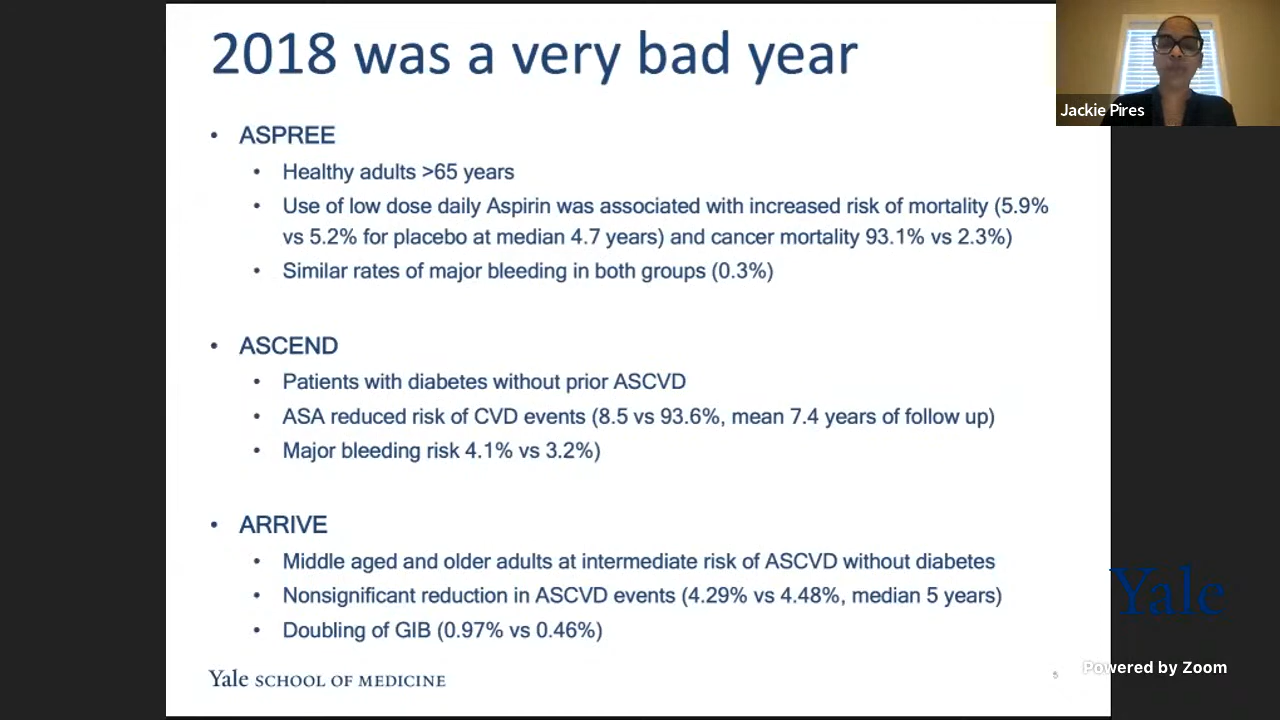 2018 was a very bad year
Jackie Pires
• ASPREE
• Healthy adults >65 years
• Use of low dose daily Aspirin was associated with increased risk of mortality (5.9%
vs 5.2% for placebo at median 4.7 years) and cancer mortality 93.1% vs 2.3%)
• Similar rates of major bleeding in both groups (0.3%)
• ASCEND
• Patients with diabetes without prior ASCVD
• ASA reduced risk of CVD events (8.5 vs 93.6%, mean 7.4 years of follow up)
• Major bleeding risk 4.1% vs 3.2%)
• ARRIVE
• Middle aged and older adults at intermediate risk of ASCVD without diabetes
• Nonsignificant reduction in ASCVD events (4.29% vs 4.48%, median 5 years)
• Doubling of GIB (0.97% vs 0.46%)
Yale SCHOOL OF MEDICINE
5
Yale
Powered by Zoom